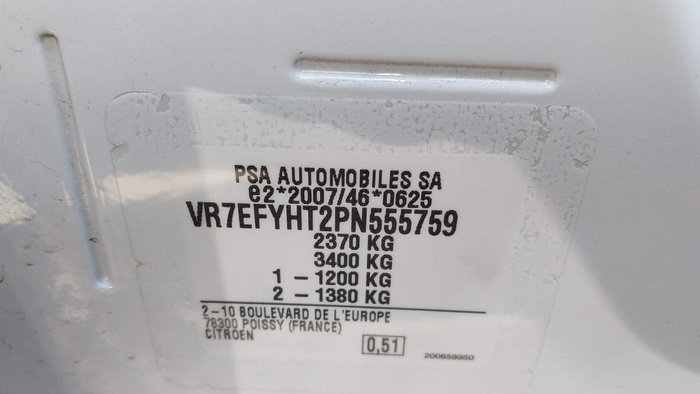 PSA AUTOMOBILES SA
e2*2007/46*0625
VR7EFYHT2PN555759
2370 KG
3400 KG
1 – 1200 KG
2 – 1380 KG
2–10 BOULEVARD DE L'EUROPE
78300 POISSY (FRANCE)
CITROEN
0,51
200658950